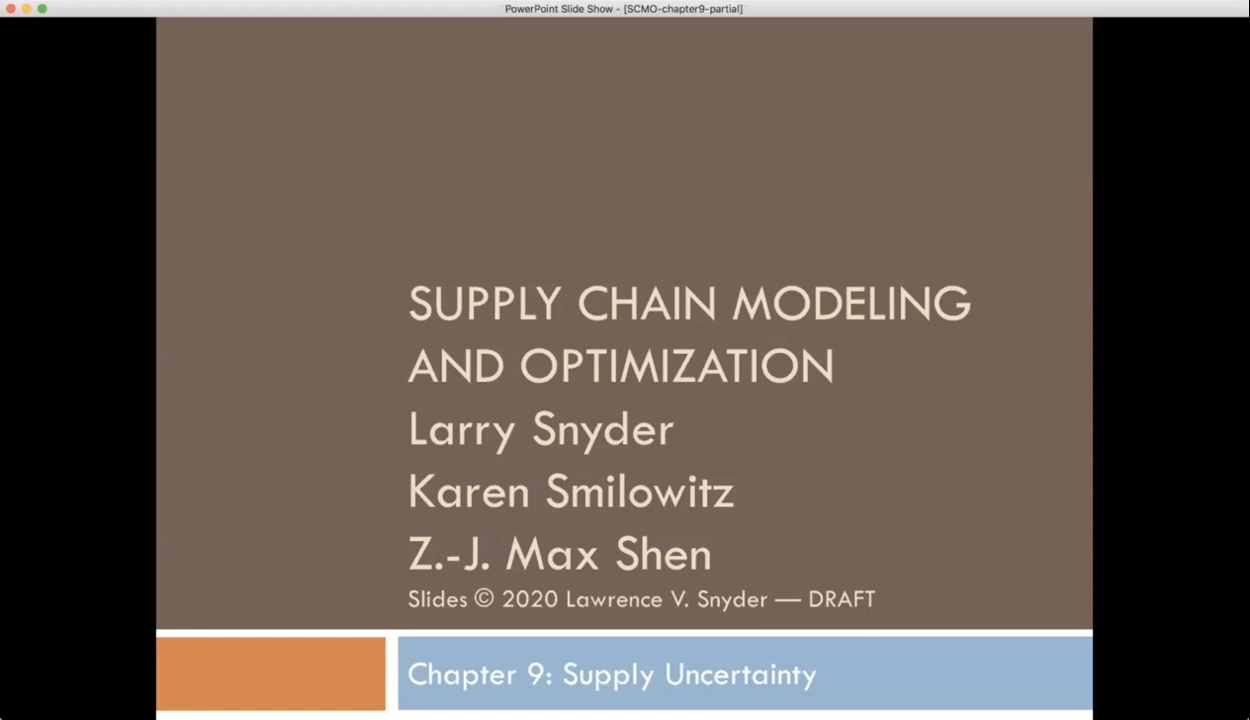 PowerPoint Slide Show - [SCMO-chapter9-partial]
SUPPLY CHAIN MODELING
AND OPTIMIZATION
Larry Snyder
Karen Smilowitz
Z.-J. Max Shen
Slides © 2020 Lawrence V. Snyder — DRAFT
Chapter 9: Supply Uncertainty